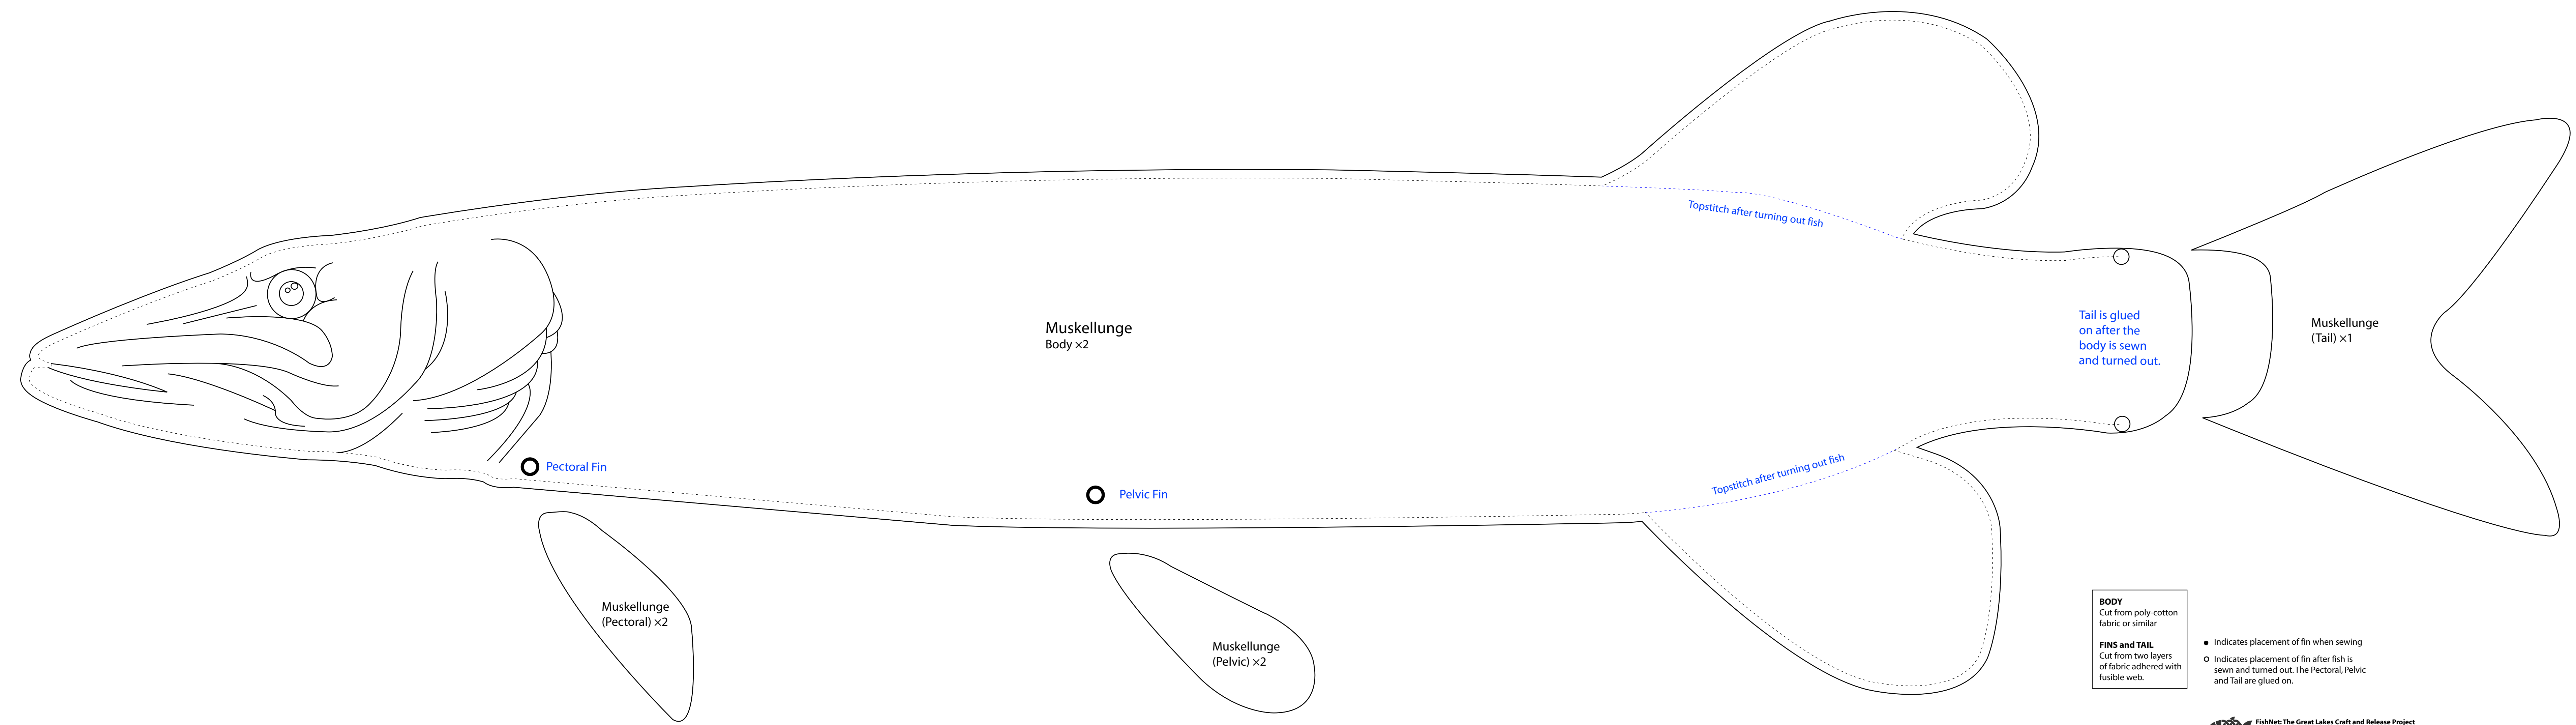 Topstitch after turning out fish
Muskellunge
Body ×2
Tail is glued
on after the
body is sewn
and turned out.
Muskellunge
(Tail) ×1
Pectoral Fin
Pelvic Fin
Topstitch after turning out fish
Muskellunge
(Pectoral) ×2
Muskellunge
(Pelvic) ×2
BODY
Cut from poly-cotton
fabric or similar
FINS and TAIL
Cut from two layers
of fabric adhered with
fusible web.
Indicates placement of fin when sewing
Indicates placement of fin after fish is
sewn and turned out. The Pectoral, Pelvic
and Tail are glued on.
FishNet: The Great Lakes Craft and Release Project